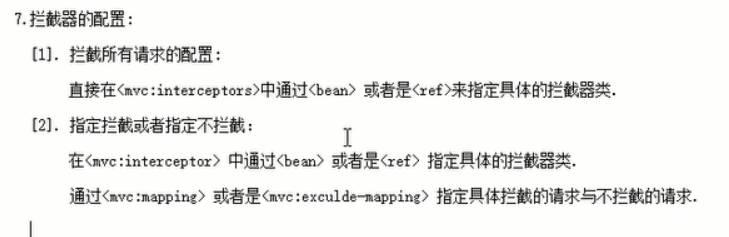 7.拦截器的配置:
[1]. 拦截所有请求的配置:
直接在<mvc:interceptors>中通过<bean> 或者是<ref>来指定具体的拦截器类.
[2]. 指定拦截或者指定不拦截:
在<mvc:interceptor> 中通过<bean> 或者是<ref> 指定具体的拦截器类.
通过<mvc:mapping> 或者是<mvc:exculde-mapping> 指定具体拦截的请求与不拦截的请求.